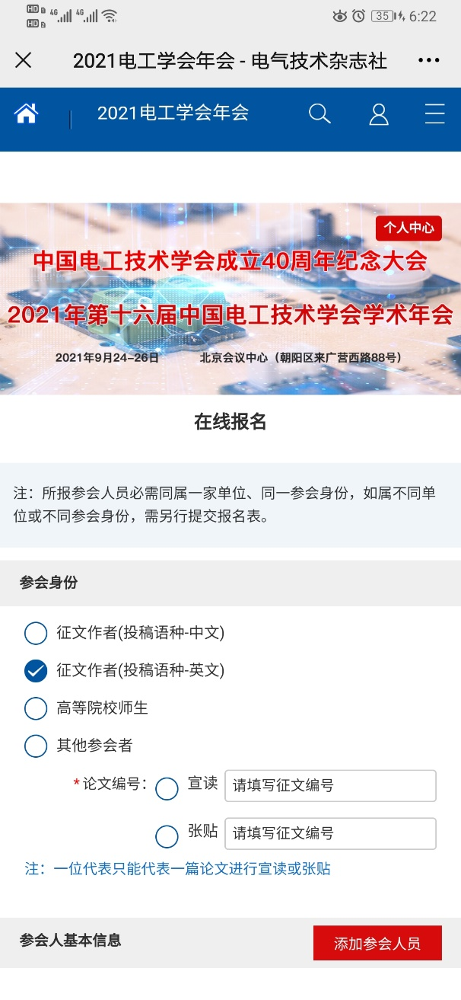 HD 1 4G 4G 35 6:22
HD 2
2021电工学会年会 - 电气技术杂志社
2021电工学会年会
个人中心
中国电工技术学会成立40周年纪念大会
2021年第十六届中国电工技术学会学术年会
2021年9月24-26日 北京会议中心（朝阳区来广营西路88号）
在线报名
注：所报参会人员必需同属一家单位、同一参会身份，如属不同单
位或不同参会身份，需另行提交报名表。
参会身份
征文作者(投稿语种-中文)
征文作者(投稿语种-英文)
高等院校师生
其他参会者
*论文编号： 宣读 请填写征文编号
张贴 请填写征文编号
注：一位代表只能代表一篇论文进行宣读或张贴
参会人基本信息 添加参会人员